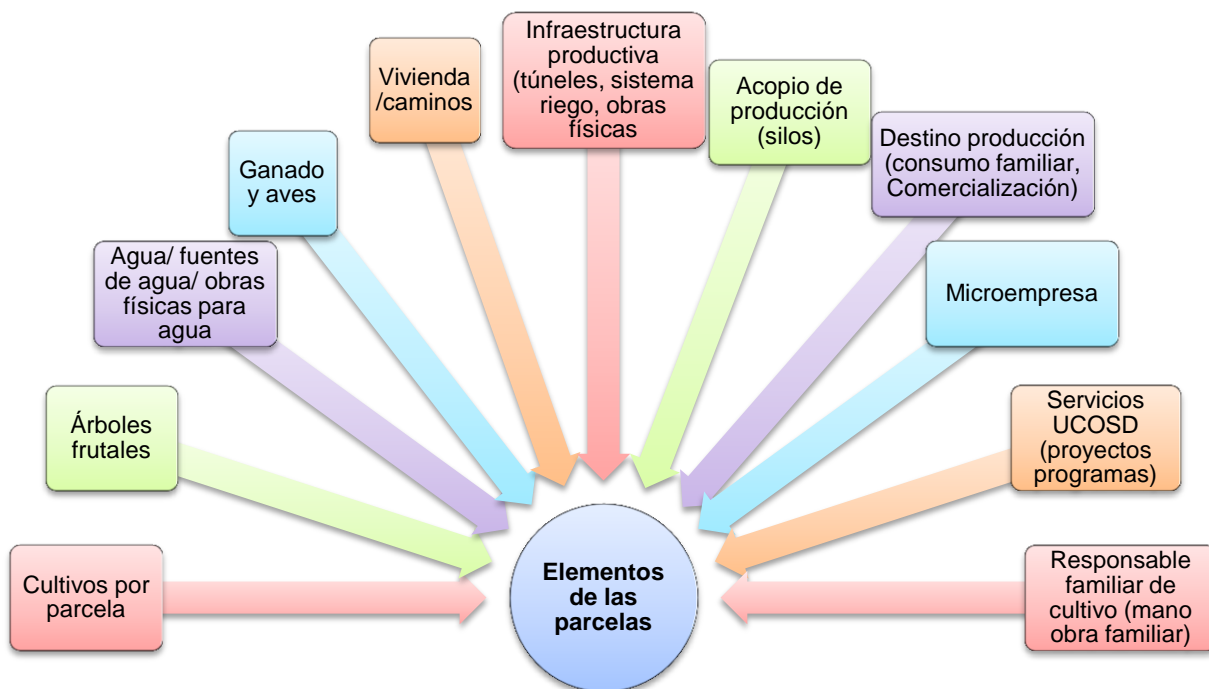 Cultivos por
parcela
Árboles
frutales
Agua/ fuentes
de agua/ obras
físicas para
agua
Ganado
y aves
Vivienda
/caminos
Infraestructura
productiva
(túneles, sistema
riego, obras
físicas
Acopio de
producción
(silos)
Destino producción
(consumo familiar,
Comercialización)
Microempresa
Servicios
UCOSD
(proyectos
programas)
Responsable
familiar de
cultivo (mano
obra familiar)
Elementos
de las
parcelas